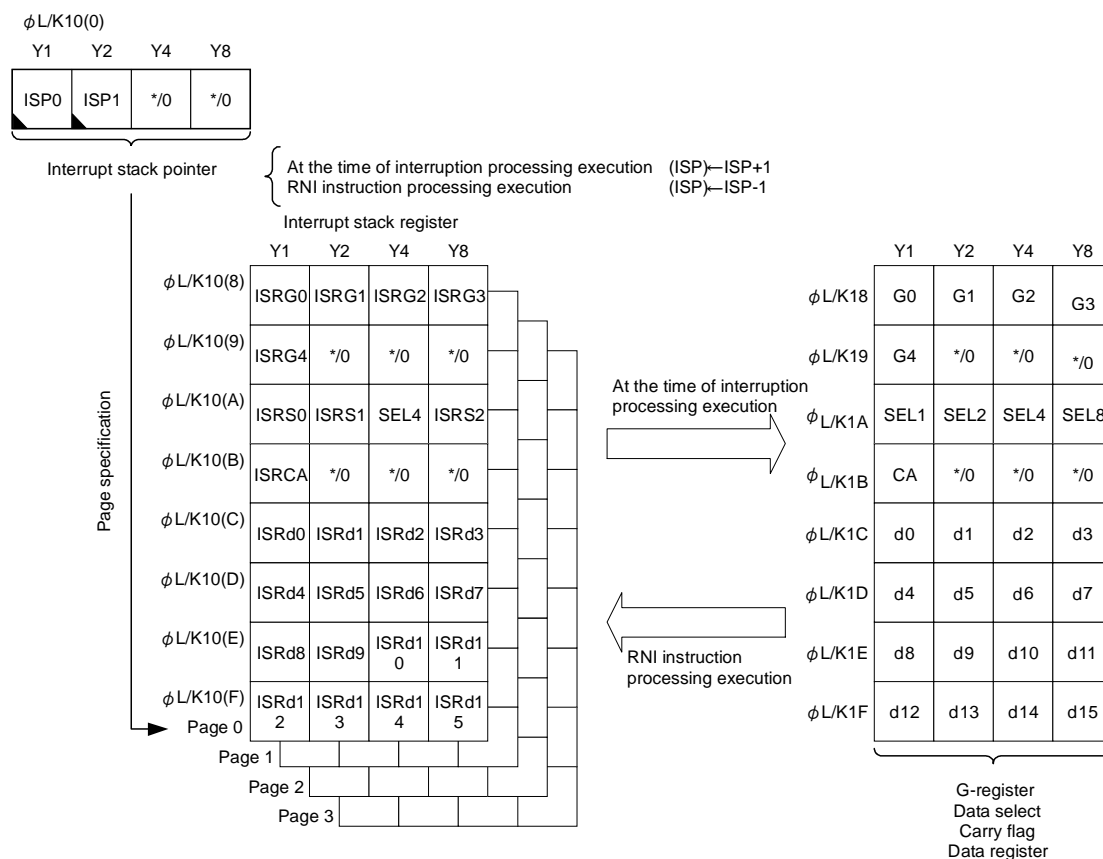 ϕL/K10(0)
Y1 Y2 Y4 Y8
ISP0 ISP1 */0 */0
Interrupt stack pointer
At the time of interruption processing execution (ISP)←ISP+1
RNI instruction processing execution (ISP)←ISP-1
Interrupt stack register
Y1 Y2 Y4 Y8
ϕL/K10(8) ISRG0 ISRG1 ISRG2 ISRG3
ϕL/K10(9) ISRG4 */0 */0 */0
ϕL/K10(A) ISRS0 ISRS1 SEL4 ISRS2
ϕL/K10(B) ISRCA */0 */0 */0
ϕL/K10(C) ISRd0 ISRd1 ISRd2 ISRd3
ϕL/K10(D) ISRd4 ISRd5 ISRd6 ISRd7
ϕL/K10(E) ISRd8 ISRd9 ISRd10 ISRd11
ϕL/K10(F) ISRd12 ISRd13 ISRd14 ISRd15
Page specification
Page 0
Page 1
Page 2
Page 3
At the time of interruption
processing execution
RNI instruction
processing execution
Y1 Y2 Y4 Y8
ϕL/K18 G0 G1 G2 G3
ϕL/K19 G4 */0 */0 */0
ϕL/K1A SEL1 SEL2 SEL4 SEL8
ϕL/K1B CA */0 */0 */0
ϕL/K1C d0 d1 d2 d3
ϕL/K1D d4 d5 d6 d7
ϕL/K1E d8 d9 d10 d11
ϕL/K1F d12 d13 d14 d15
G-register
Data select
Carry flag
Data register